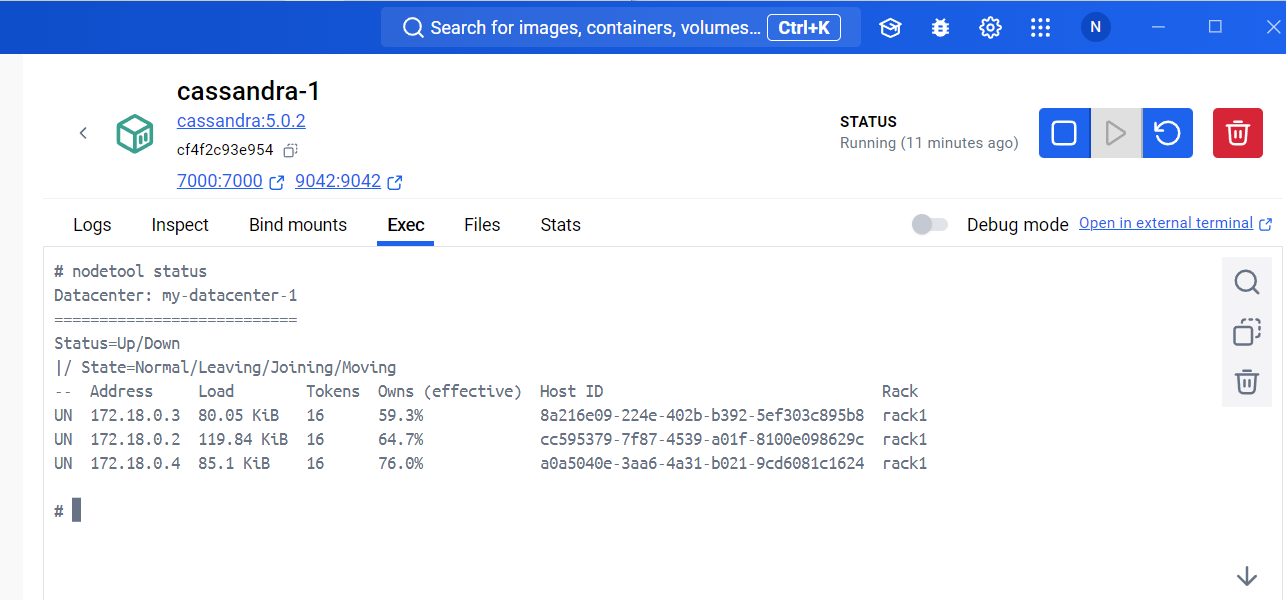 Search for images, containers, volumes... Ctrl+K
N
cassandra-1
cassandra:5.0.2
cf4f2c93e954
7000:7000 9042:9042
STATUS
Running (11 minutes ago)
Logs Inspect Bind mounts Exec Files Stats Debug mode Open in external terminal
# nodetool status
Datacenter: my-datacenter-1
===========================
Status=Up/Down
|/ State=Normal/Leaving/Joining/Moving
--  Address     Load        Tokens  Owns (effective)  Host ID                               Rack
UN  172.18.0.3  80.05 KiB   16      59.3%             8a216e09-224e-402b-b392-5ef303c895b8  rack1
UN  172.18.0.2  119.84 KiB  16      64.7%             cc595379-7f87-4539-a01f-8100e098629c  rack1
UN  172.18.0.4  85.1 KiB    16      76.0%             a0a5040e-3aa6-4a31-b021-9cd6081c1624  rack1
#